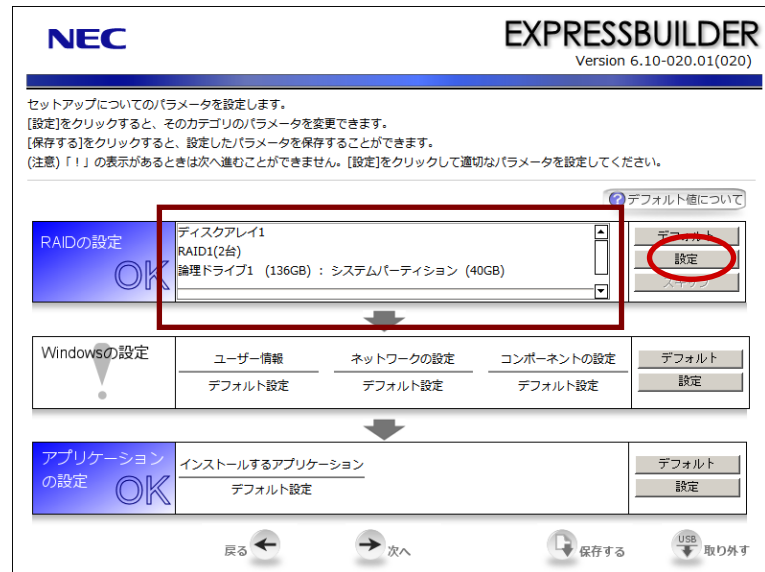 NEC
EXPRESSBUILDER
Version 6.10-020.01(020)
セットアップについてのパラメータを設定します。
[設定]をクリックすると、そのカテゴリのパラメータを変更できます。
[保存する]をクリックすると、設定したパラメータを保存することができます。
(注意)「！」の表示があるときは次へ進むことができません。[設定]をクリックして適切なパラメータを設定してください。
? デフォルト値について
RAIDの設定
OK
ディスクアレイ1
RAID1(2台)
論理ドライブ1 (136GB) : システムパーティション (40GB)
デフォルト
設定
スキップ
Windowsの設定
!
ユーザー情報 ネットワークの設定 コンポーネントの設定
デフォルト設定 デフォルト設定 デフォルト設定
デフォルト
設定
アプリケーション
の設定
OK
インストールするアプリケーション
デフォルト設定
デフォルト
設定
戻る 次へ 保存する USB 取り外す